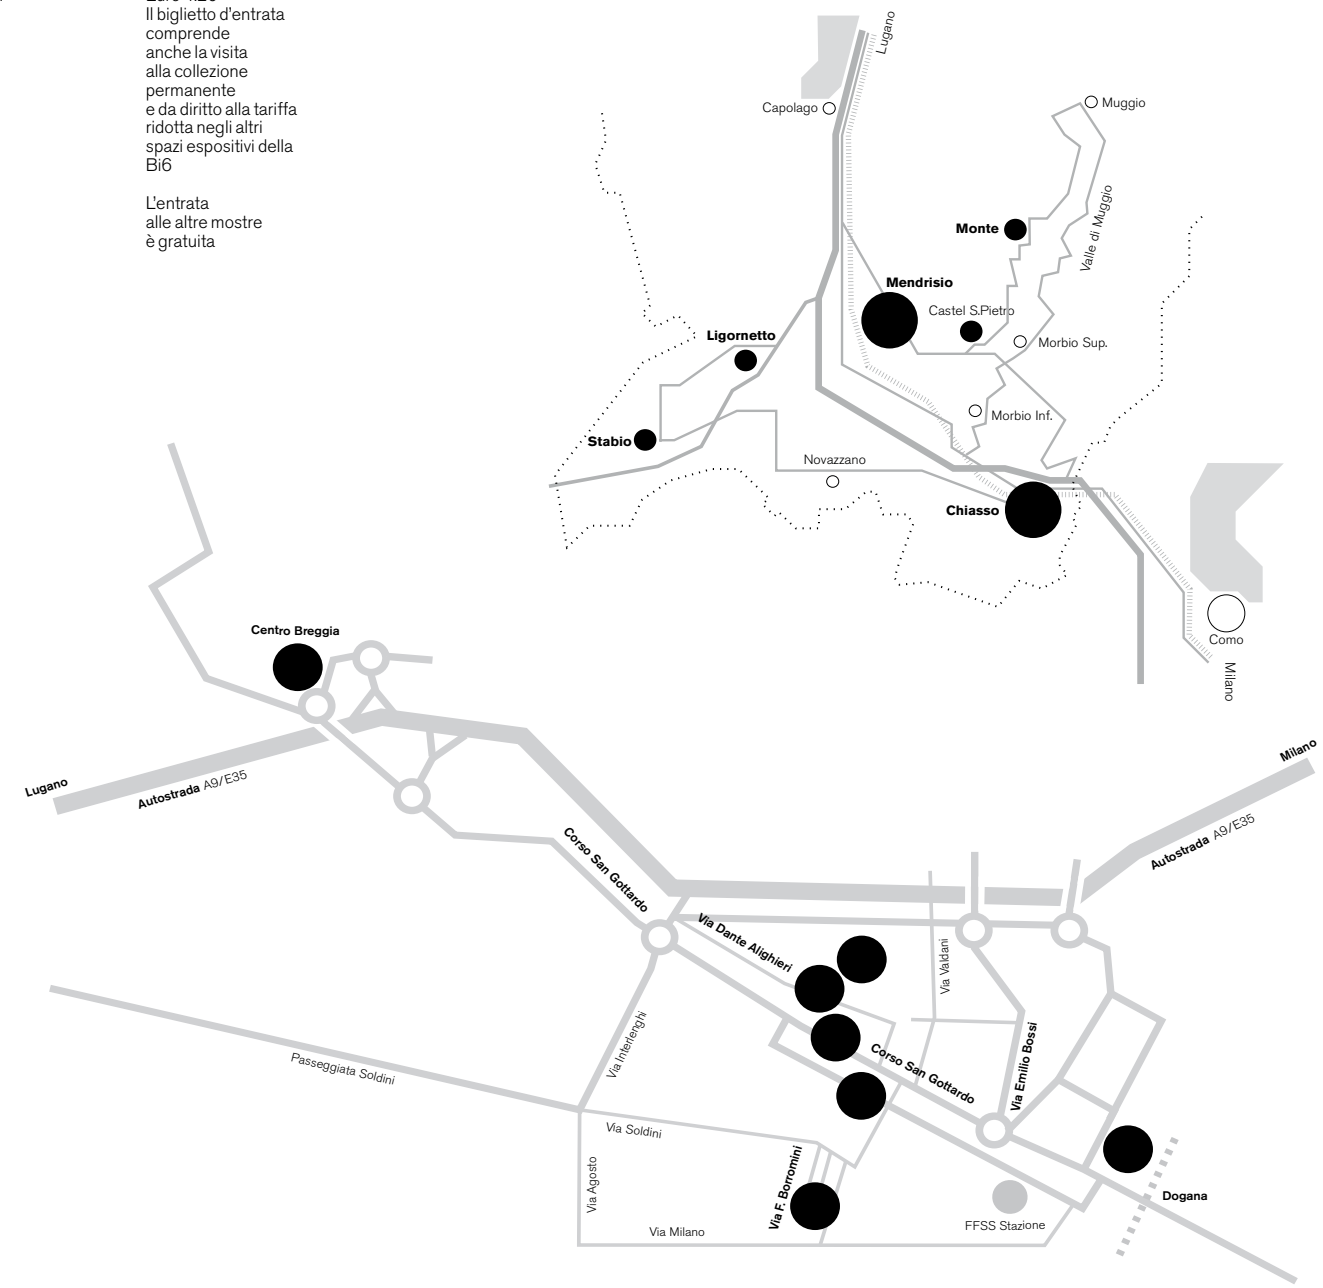 Il biglietto d'entrata
comprende
anche la visita
alla collezione
permanente
e da diritto alla tariffa
ridotta negli altri
spazi espositivi della
Bi6
L'entrata
alle altre mostre
è gratuita
Lugano
Capolago
Muggio
Valle di Muggio
Monte
Mendrisio
Castel S.Pietro
Ligornetto
Morbio Sup.
Morbio Inf.
Stabio
Novazzano
Chiasso
Como
Milano
Centro Breggia
Lugano
Autostrada A9/E35
Milano
Autostrada A9/E35
Corso San Gottardo
Via Dante Alighieri
Via Valdani
Via Interlenghi
Corso San Gottardo
Via Emilio Bossi
Passeggiata Soldini
Via Soldini
Via Agosto
Via F. Borromini
Via Milano
FFSS Stazione
Dogana